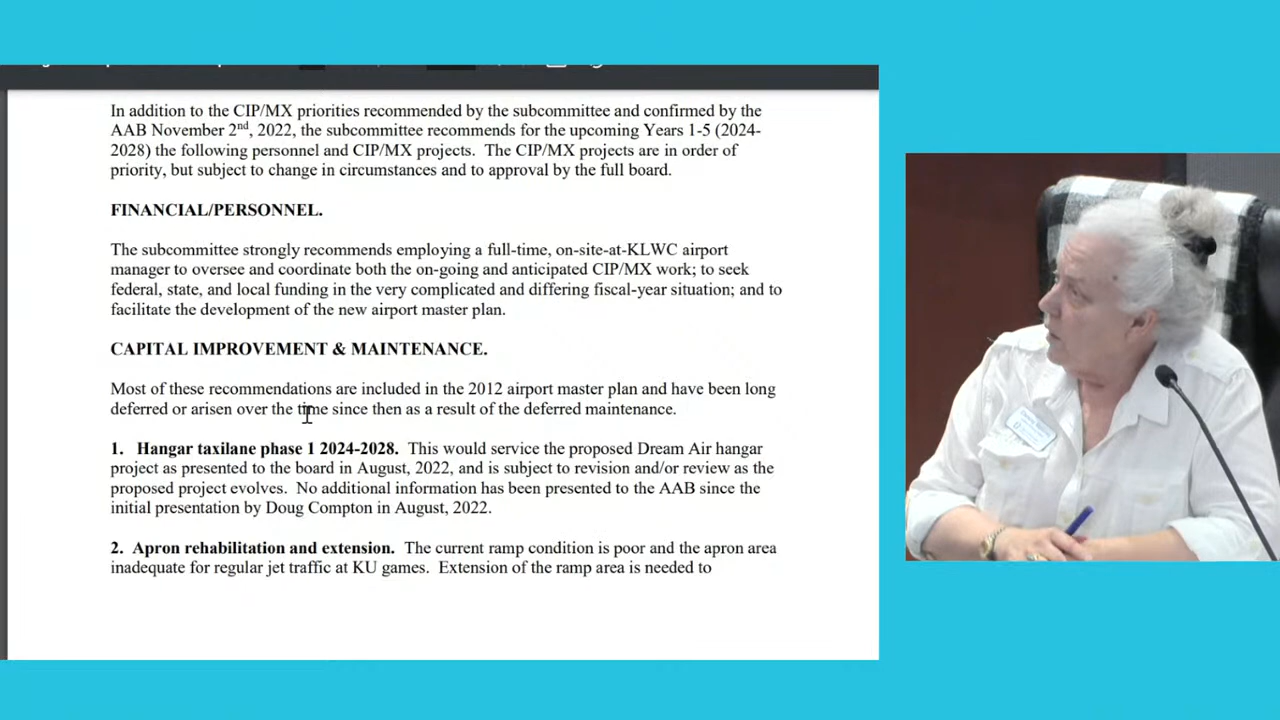 In addition to the CIP/MX priorities recommended by the subcommittee and confirmed by the
AAB November 2nd, 2022, the subcommittee recommends for the upcoming Years 1-5 (2024-
2028) the following personnel and CIP/MX projects.  The CIP/MX projects are in order of
priority, but subject to change in circumstances and to approval by the full board.
FINANCIAL/PERSONNEL.
The subcommittee strongly recommends employing a full-time, on-site-at-KLWC airport
manager to oversee and coordinate both the on-going and anticipated CIP/MX work; to seek
federal, state, and local funding in the very complicated and differing fiscal-year situation; and to
facilitate the development of the new airport master plan.
CAPITAL IMPROVEMENT & MAINTENANCE.
Most of these recommendations are included in the 2012 airport master plan and have been long
deferred or arisen over the time since then as a result of the deferred maintenance.
1.  Hangar taxilane phase 1 2024-2028.  This would service the proposed Dream Air hangar
project as presented to the board in August, 2022, and is subject to revision and/or review as the
proposed project evolves.  No additional information has been presented to the AAB since the
initial presentation by Doug Compton in August, 2022.
2.  Apron rehabilitation and extension.  The current ramp condition is poor and the apron area
inadequate for regular jet traffic at KU games.  Extension of the ramp area is needed to